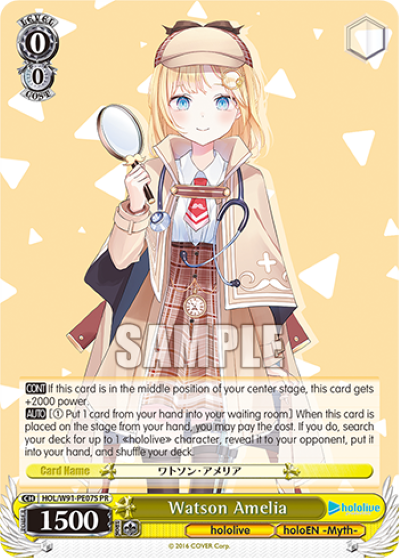 LEVEL
0
0
COST
SAMPLE
CONT If this card is in the middle position of your center stage, this card gets
+2000 power.
AUTO [① Put 1 card from your hand into your waiting room] When this card is
placed on the stage from your hand, you may pay the cost. If you do, search
your deck for up to 1 «hololive» character, reveal it to your opponent, put it
into your hand, and shuffle your deck.
Card Name ワトソン・アメリア
CH HOL/W91-PE075 PR
1500 Watson Amelia hololive
hololive holoEN -Myth-
© 2016 COVER Corp.